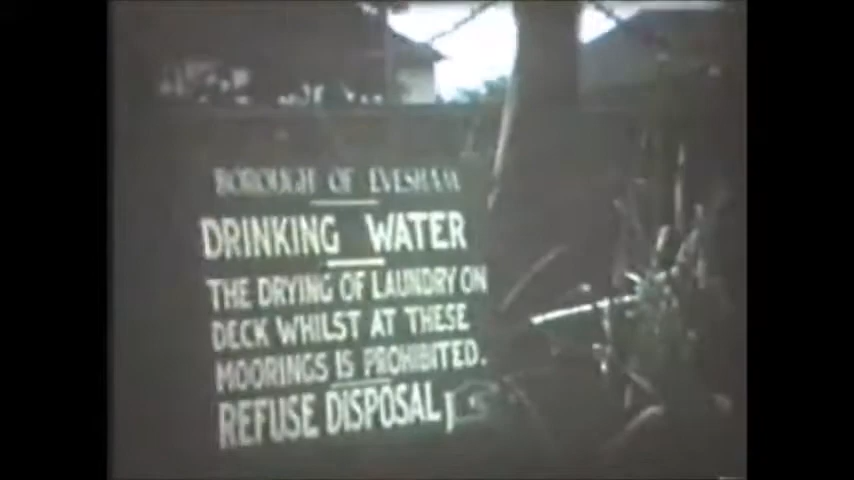 BOROUGH OF EVESHAM
DRINKING WATER
THE DRYING OF LAUNDRY ON
DECK WHILST AT THESE
MOORINGS IS PROHIBITED.
REFUSE DISPOSAL